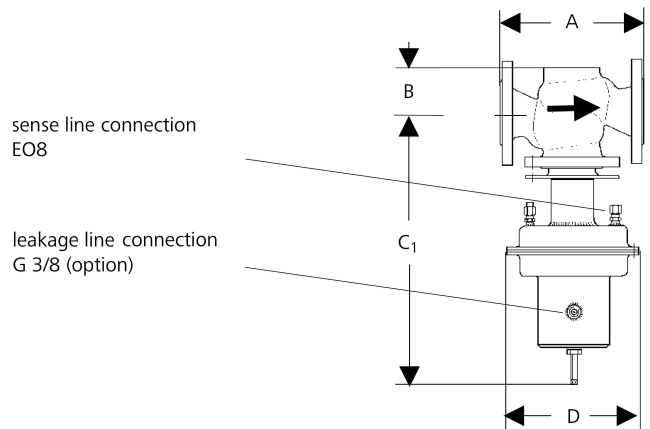 A
B
sense line connection
EO8
leakage line connection
G 3/8 (option)
C₁
D